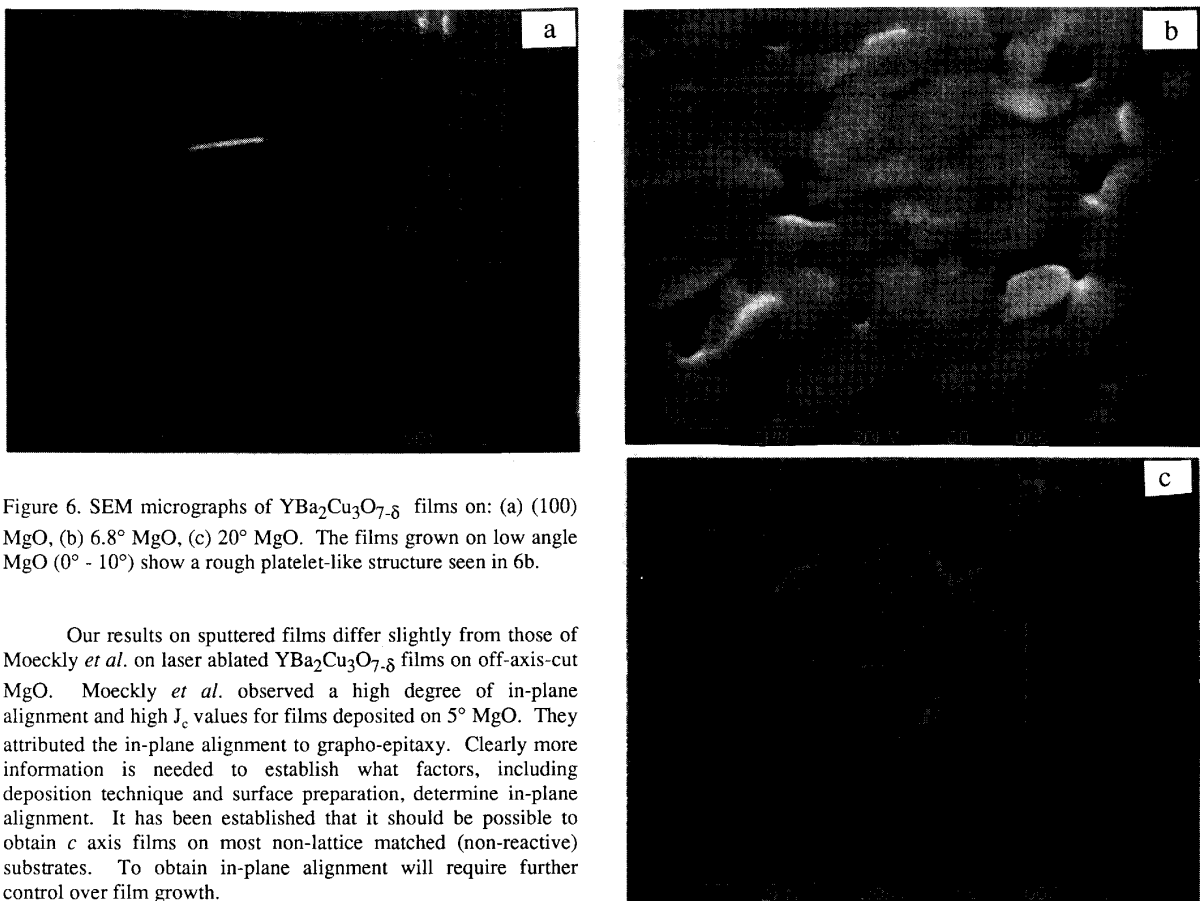 a
b
Figure 6. SEM micrographs of YBa₂Cu₃O₇₋δ films on: (a) (100)
MgO, (b) 6.8° MgO, (c) 20° MgO. The films grown on low angle
MgO (0° - 10°) show a rough platelet-like structure seen in 6b.
Our results on sputtered films differ slightly from those of
Moeckly et al. on laser ablated YBa₂Cu₃O₇₋δ films on off-axis-cut
MgO. Moeckly et al. observed a high degree of in-plane
alignment and high Jc values for films deposited on 5° MgO. They
attributed the in-plane alignment to grapho-epitaxy. Clearly more
information is needed to establish what factors, including
deposition technique and surface preparation, determine in-plane
alignment. It has been established that it should be possible to
obtain c axis films on most non-lattice matched (non-reactive)
substrates. To obtain in-plane alignment will require further
control over film growth.
c